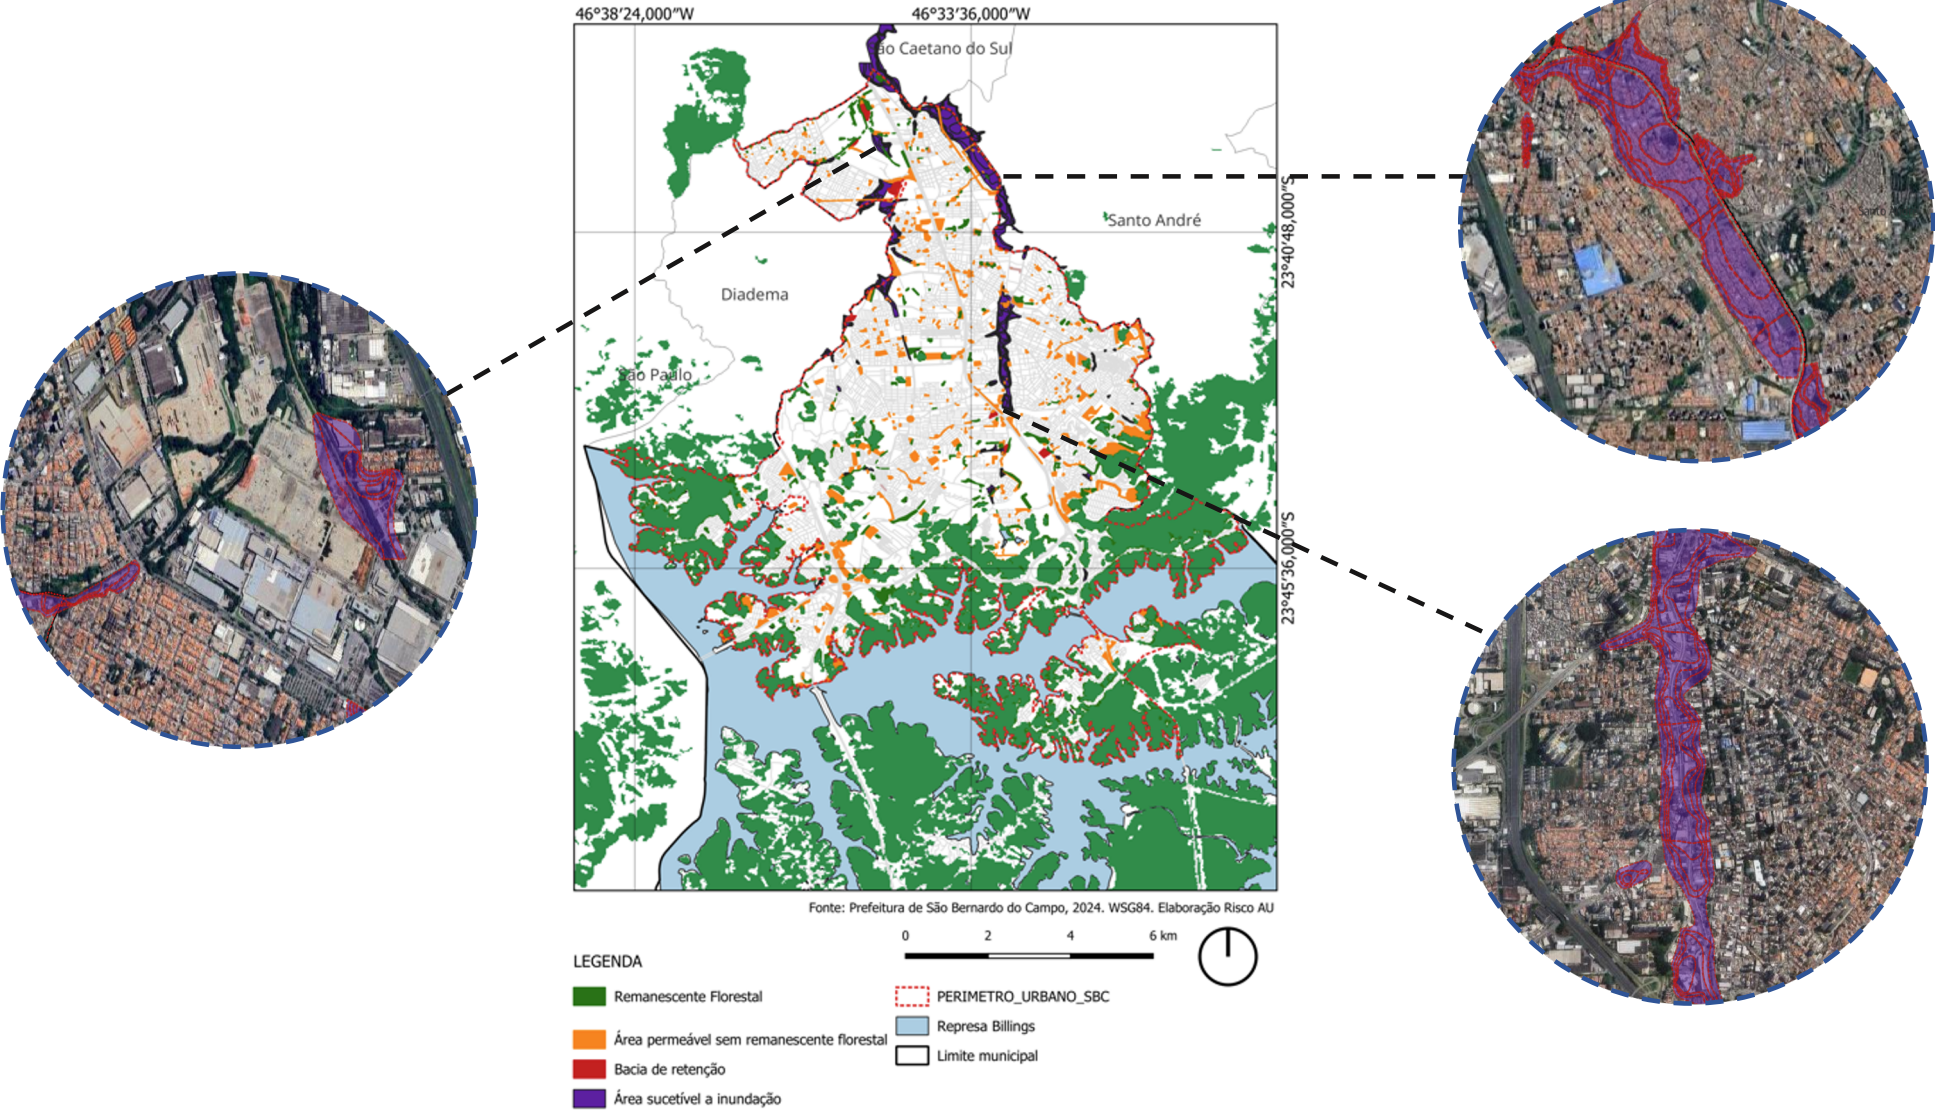 46°38'24,000"W
46°33'36,000"W
ão Caetano do Sul
Santo André
23°40'48,000"S
Diadema
São Paulo
23°45'36,000"S
Santo
Fonte: Prefeitura de São Bernardo do Campo, 2024. WSG84. Elaboração Risco AU
0 2 4 6 km
LEGENDA
Remanescente Florestal
Área permeável sem remanescente florestal
Bacia de retenção
Área sucetível a inundação
PERIMETRO_URBANO_SBC
Represa Billings
Limite municipal